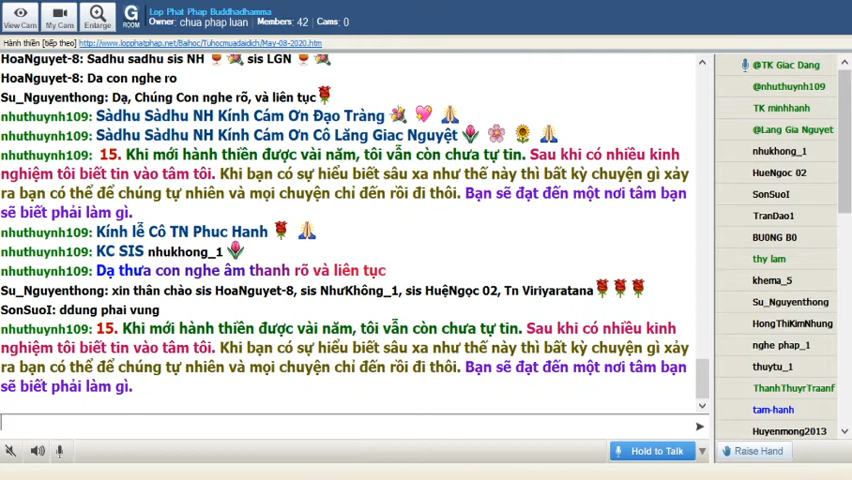 View Cam
My Cam
Enlarge
G
ROOM
Lop Phat Phap Buddhadhamma
Owner: chua phap luan Members: 42 Cams: 0
Hành thiền [tiếp theo] http://www.lopphatphap.net/Baihoc/Tuhocmuadaidich/May-08-2020.htm
HoaNguyet-8: Sadhu sadhu sis NH sis LGN
HoaNguyet-8: Da con nghe ro
Su_Nguyenthong: Dạ, Chúng Con nghe rõ, và liên tục
nhuthuynh109: Sàdhu Sàdhu NH Kính Cám Ơn Đạo Tràng
nhuthuynh109: Sàdhu Sàdhu NH Kính Cám Ơn Cô Lăng Giac Nguyệt
nhuthuynh109: 15. Khi mới hành thiền được vài năm, tôi vẫn còn chưa tự tin. Sau khi có nhiều kinh
nghiệm tôi biết tin vào tâm tôi. Khi bạn có sự hiểu biết sâu xa như thế này thì bất kỳ chuyện gì xảy
ra bạn có thể để chúng tự nhiên và mọi chuyện chỉ đến rồi đi thôi. Bạn sẽ đạt đến một nơi tâm bạn
sẽ biết phải làm gì.
nhuthuynh109: Kính lễ Cô TN Phuc Hanh
nhuthuynh109: KC SIS nhukhong_1
nhuthuynh109: Dạ thưa con nghe âm thanh rõ và liên tục
Su_Nguyenthong: xin thân chào sis HoaNguyet-8, sis NhưKhông_1, sis HuệNgọc 02, Tn Viriyaratana
SonSuoI: ddung phai vung
nhuthuynh109: 15. Khi mới hành thiền được vài năm, tôi vẫn còn chưa tự tin. Sau khi có nhiều kinh
nghiệm tôi biết tin vào tâm tôi. Khi bạn có sự hiểu biết sâu xa như thế này thì bất kỳ chuyện gì xảy
ra bạn có thể để chúng tự nhiên và mọi chuyện chỉ đến rồi đi thôi. Bạn sẽ đạt đến một nơi tâm bạn
sẽ biết phải làm gì.
@TK Giac Dang
@nhuthuynh109
TK minhhanh
@Lang Gia Nguyet
nhukhong_1
HueNgoc 02
SonSuoI
TranDao1
BU0NG B0
thy lam
khema_5
Su_Nguyenthong
HongThiKimNhung
nghe phap_1
thuytu_1
ThanhThuyrTraanf
tam-hanh
Huyenmong2013
Hold to Talk
Raise Hand